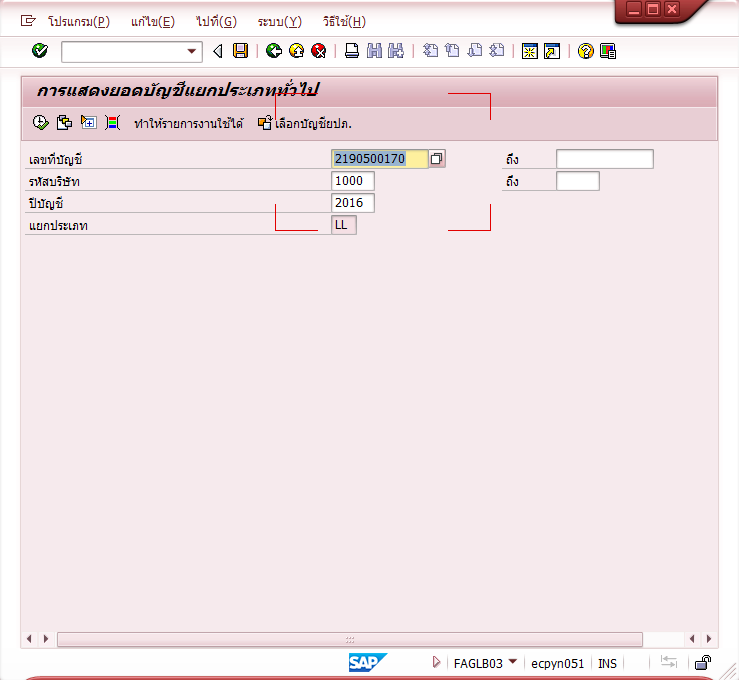 โปรแกรม(P) แก้ไข(E) ไปที่(G) ระบบ(Y) วิธีใช้(H)
การแสดงยอดบัญชีแยกประเภททั่วไป
ทำให้รายการงานใช้ได้ เลือกบัญชียปภ.
เลขที่บัญชี 2190500170 ถึง
รหัสบริษัท 1000 ถึง
ปีบัญชี 2016
แยกประเภท LL
SAP FAGLB03 ecpyn051 INS